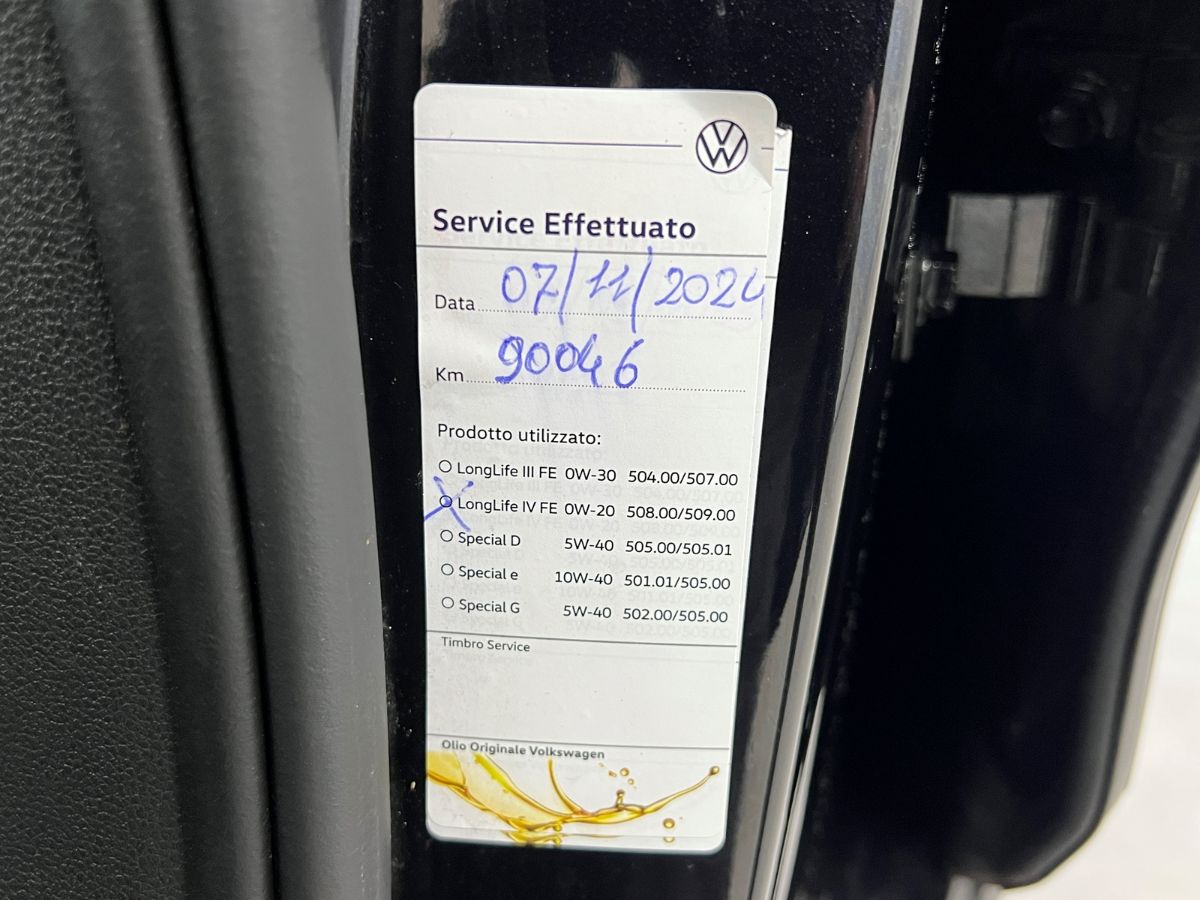 Service Effettuato
Data 07/11/2024
Km 90046
Prodotto utilizzato:
LongLife III FE 0W-30 504.00/507.00
X LongLife IV FE 0W-20 508.00/509.00
Special D 5W-40 505.00/505.01
Special e 10W-40 501.01/505.00
Special G 5W-40 502.00/505.00
Timbro Service
Olio Originale Volkswagen